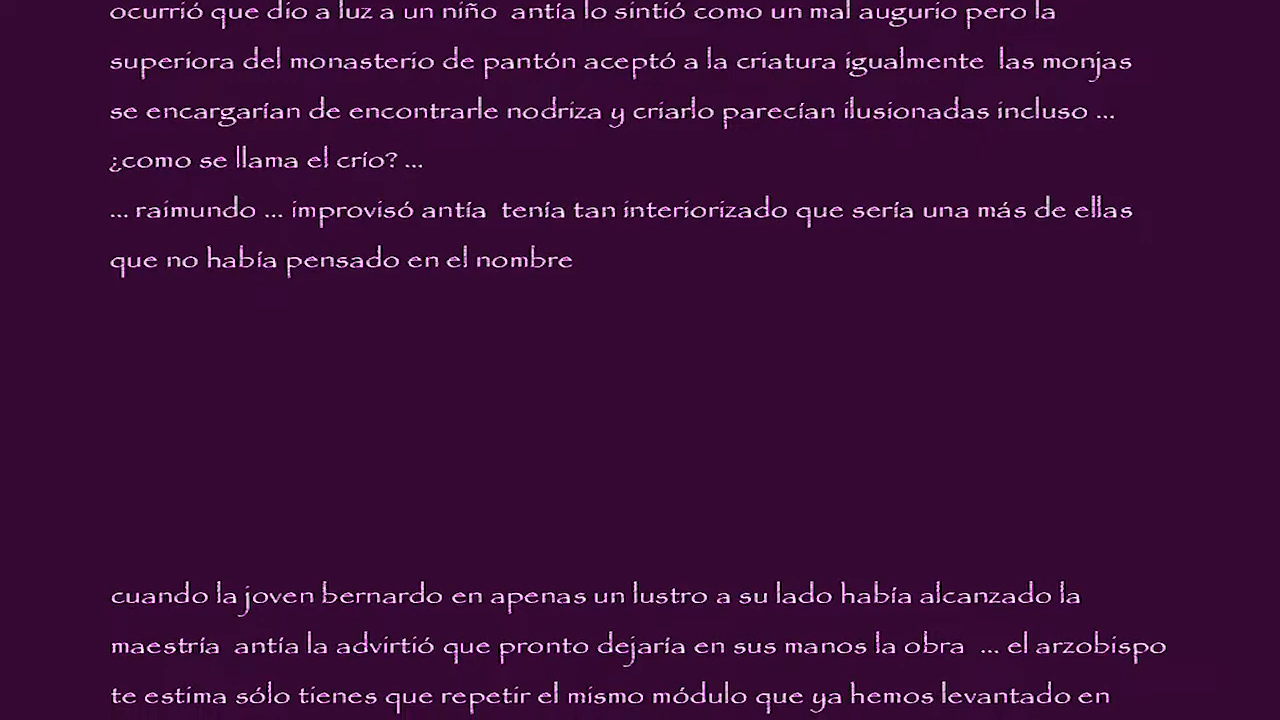 ocurrió que dio a luz a un niño  antía lo sintió como un mal augurio pero la
superiora del monasterio de pantón aceptó a la criatura igualmente  las monjas
se encargarían de encontrarle nodriza y criarlo parecían ilusionadas incluso ...
¿como se llama el crío? ...
... raimundo ... improvisó antía  tenía tan interiorizado que sería una más de ellas
que no había pensado en el nombre
cuando la joven bernardo en apenas un lustro a su lado había alcanzado la
maestría  antía la advirtió que pronto dejaría en sus manos la obra  ... el arzobispo
te estima sólo tienes que repetir el mismo módulo que ya hemos levantado en